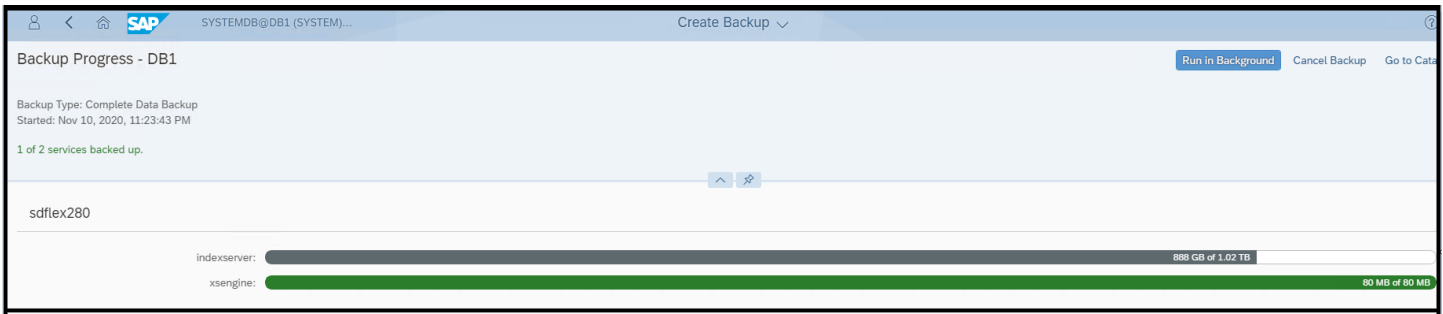 SAP SYSTEMDB@DB1 (SYSTEM)... Create Backup
Backup Progress - DB1 Run in Background Cancel Backup Go to Cata
Backup Type: Complete Data Backup
Started: Nov 10, 2020, 11:23:43 PM
1 of 2 services backed up.
sdflex280
indexserver: 888 GB of 1.02 TB
xsengine: 80 MB of 80 MB